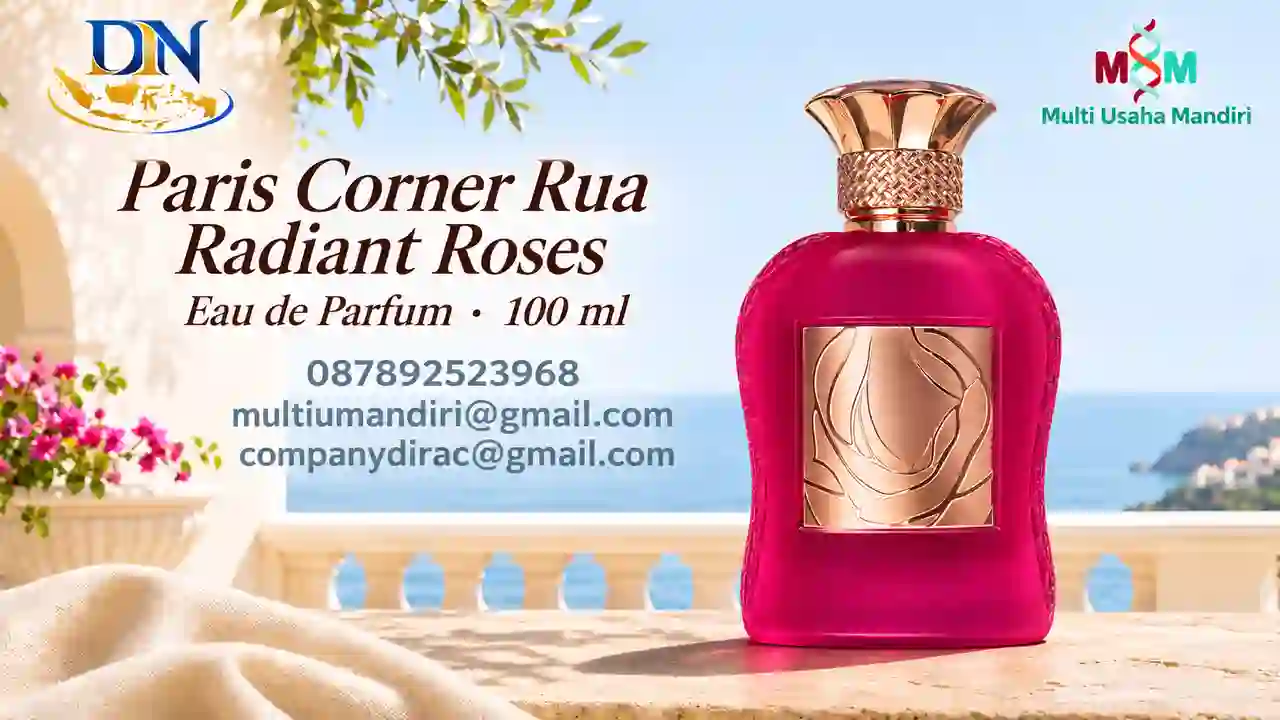 DN
MSM
Multi Usaha Mandiri
Paris Corner Rua
Radiant Roses
Eau de Parfum · 100 ml
087892523968
multiumandiri@gmail.com
companydirac@gmail.com